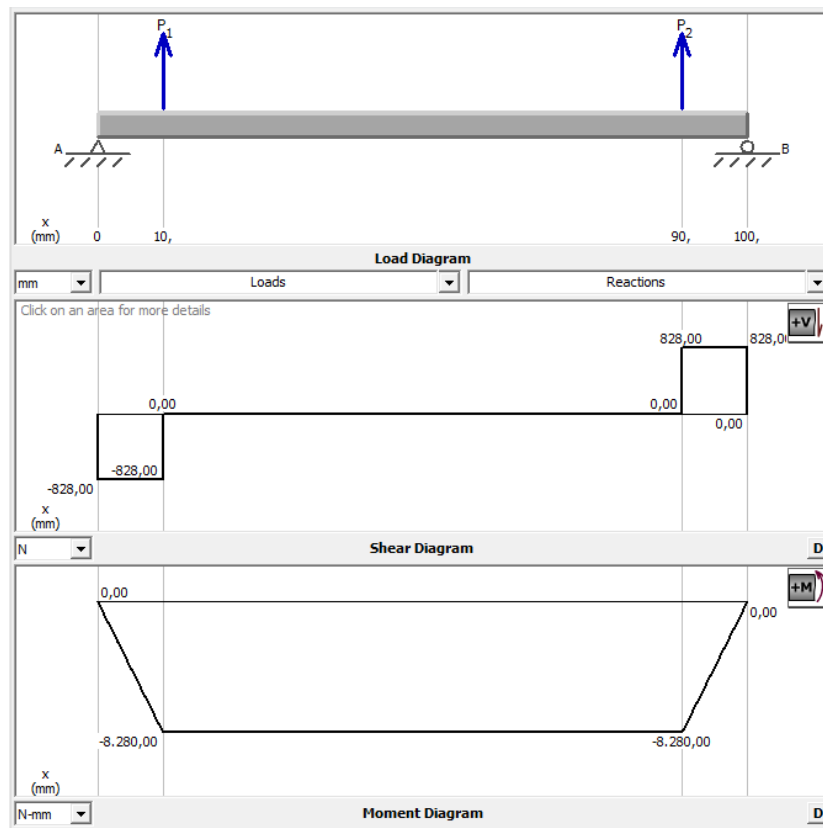 P1 P2
A B
x
(mm) 0 10, 90, 100,
Load Diagram
mm Loads Reactions
Click on an area for more details
+V
828,00 828,0
0,00 0,00
0,00
-828,00
-828,00
x
(mm)
N Shear Diagram D
+M
0,00
0,00
-8.280,00 -8.280,00
x
(mm)
N-mm Moment Diagram D